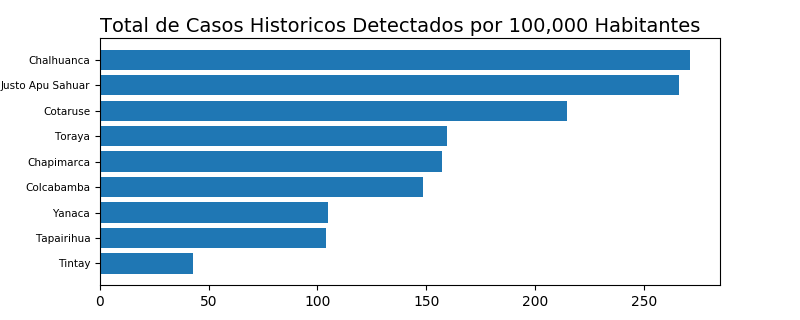 Total de Casos Historicos Detectados por 100,000 Habitantes
Chalhuanca
Justo Apu Sahuar
Cotaruse
Toraya
Chapimarca
Colcabamba
Yanaca
Tapairihua
Tintay
0 50 100 150 200 250